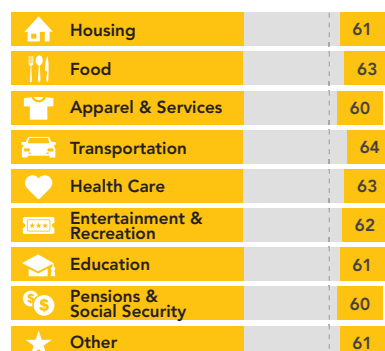 Housing 61
Food 63
Apparel & Services 60
Transportation 64
Health Care 63
Entertainment &
Recreation 62
Education 61
Pensions &
Social Security 60
Other 61